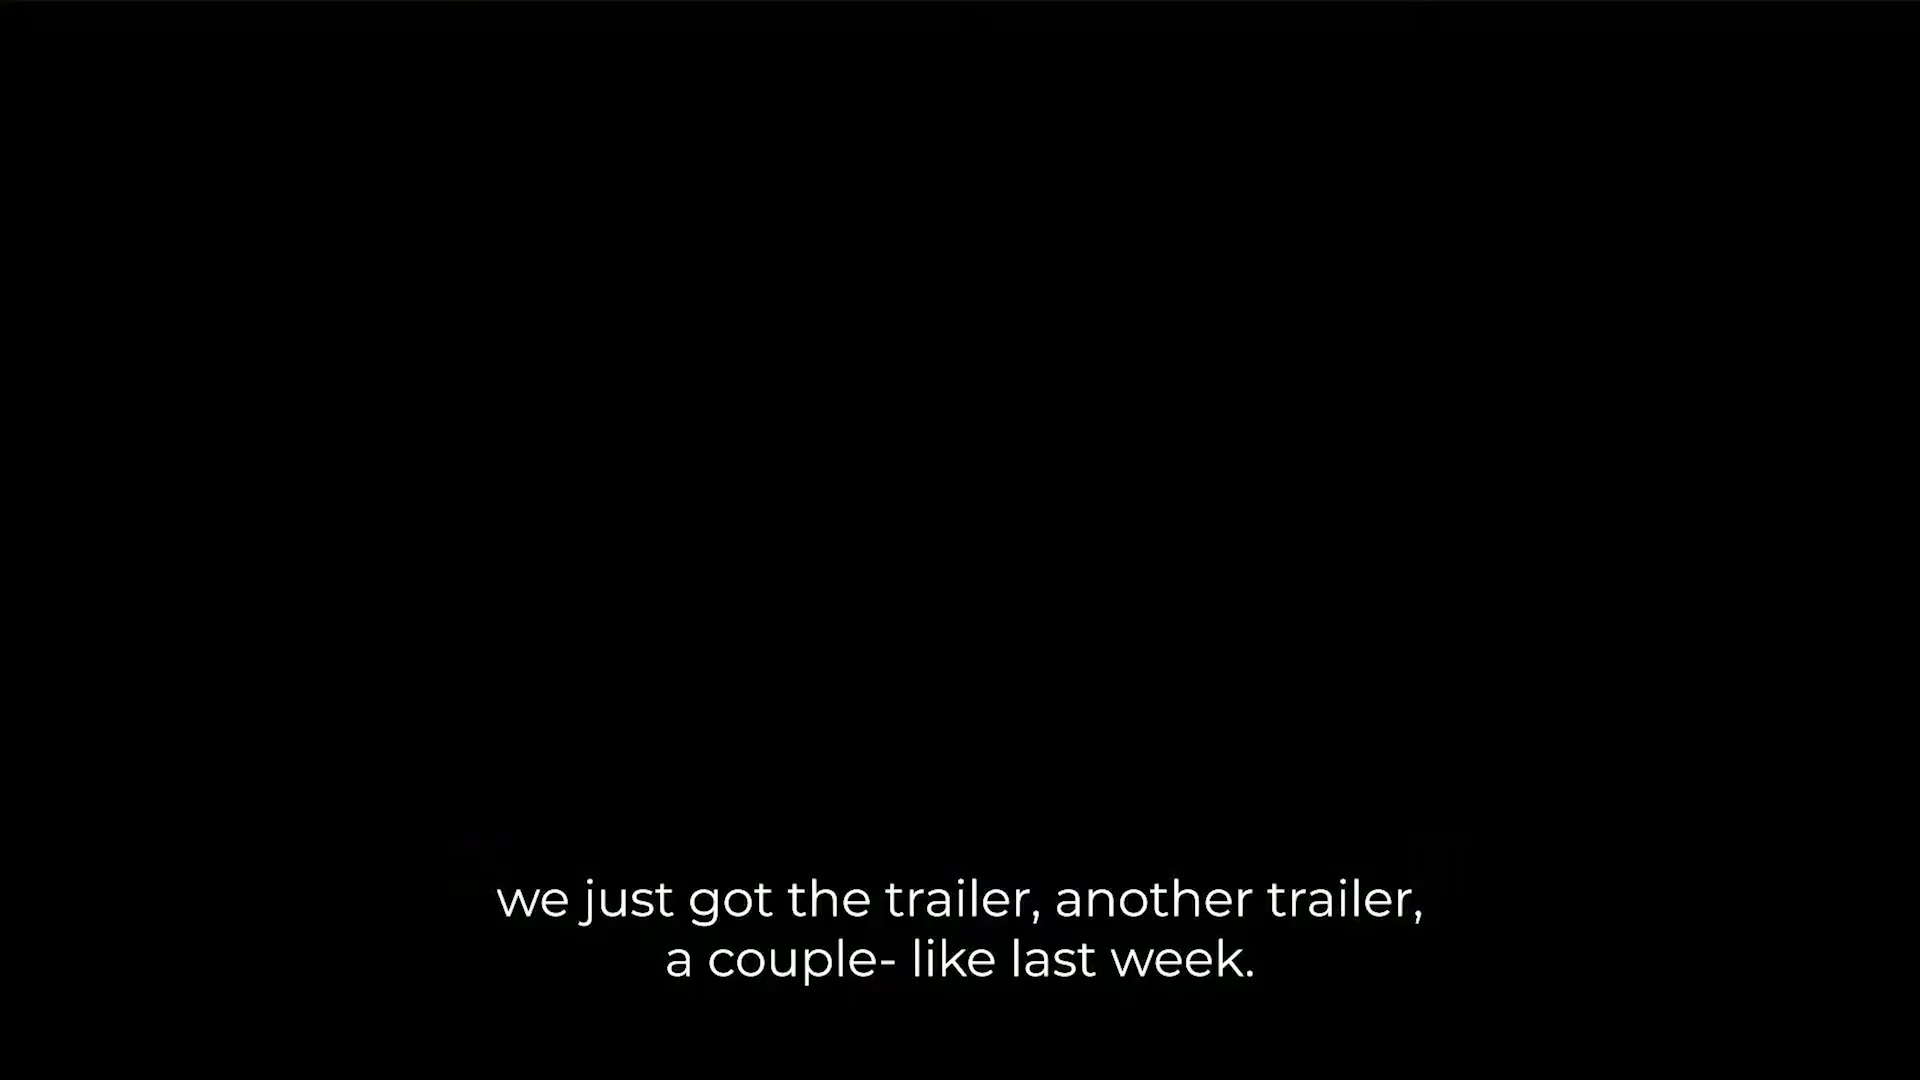 we just got the trailer, another trailer,
a couple- like last week.